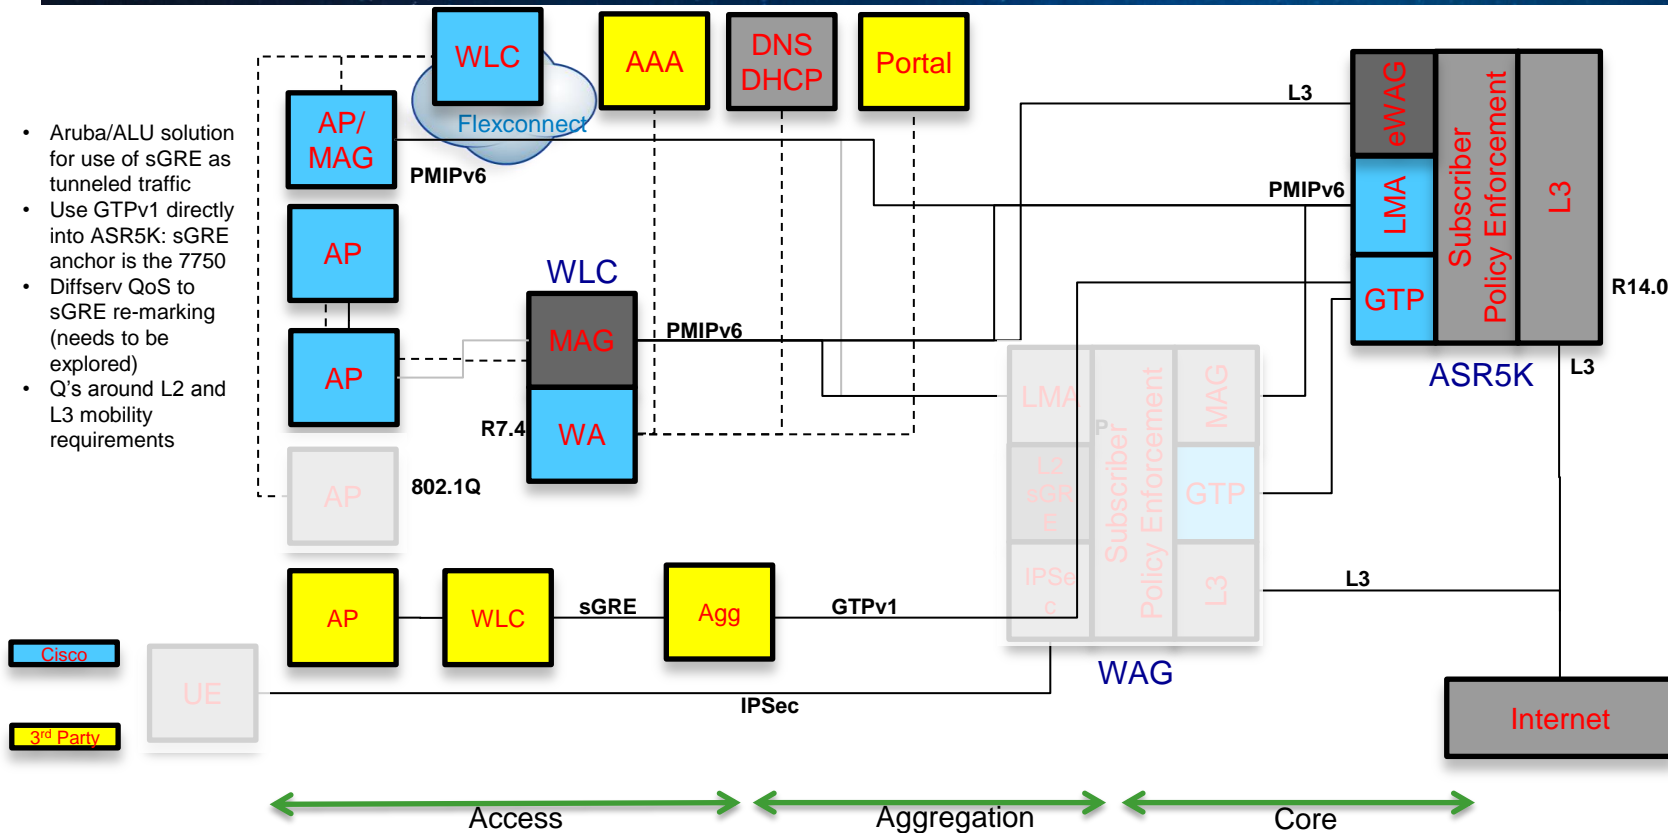 WLC
AAA
DNS
DHCP
Portal
Flexconnect
AP/
MAG
PMIPv6
• Aruba/ALU solution
for use of sGRE as
tunneled traffic
• Use GTPv1 directly
into ASR5K: sGRE
anchor is the 7750
• Diffserv QoS to
sGRE re-marking
(needs to be
explored)
• Q's around L2 and
L3 mobility
requirements
AP
AP
AP
802.1Q
WLC
MAG
WA
R7.4
PMIPv6
L3
PMIPv6
eWAG
LMA
GTP
Subscriber
Policy Enforcement
L3
R14.0
ASR5K
L3
LMA
L2
sGR
E
IPSe
c
P
Subscriber
Policy Enforcement
MAG
GTP
L3
WAG
L3
AP
WLC
sGRE
Agg
GTPv1
Cisco
3rd Party
UE
IPSec
Internet
Access
Aggregation
Core